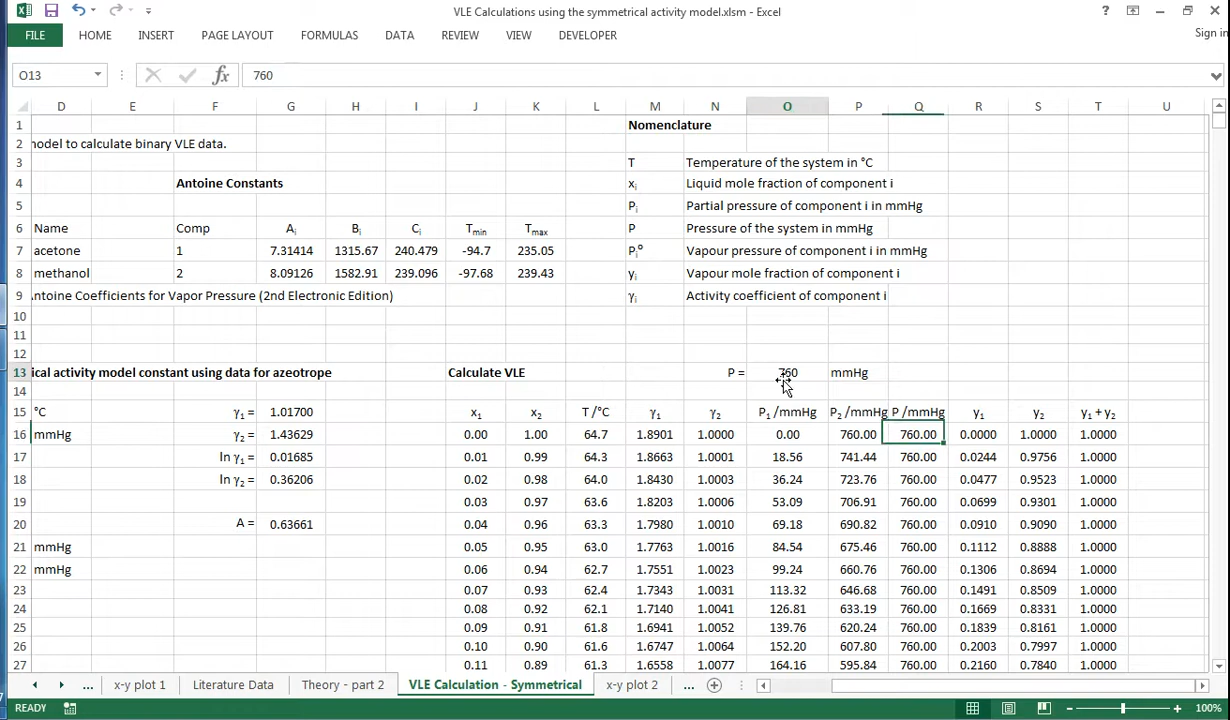 VLE Calculations using the symmetrical activity model.xlsm - Excel
Sign in
FILE HOME INSERT PAGE LAYOUT FORMULAS DATA REVIEW VIEW DEVELOPER
O13 fx 760
D E F G H I J K L M N O P Q R S T U
1 Nomenclature
2 model to calculate binary VLE data.
3 T Temperature of the system in °C
4 Antoine Constants xi Liquid mole fraction of component i
5 Pi Partial pressure of component i in mmHg
6 Name Comp Ai Bi Ci Tmin Tmax P Pressure of the system in mmHg
7 acetone 1 7.31414 1315.67 240.479 -94.7 235.05 Piº Vapour pressure of component i in mmHg
8 methanol 2 8.09126 1582.91 239.096 -97.68 239.43 yi Vapour mole fraction of component i
9 Antoine Coefficients for Vapor Pressure (2nd Electronic Edition) γi Activity coefficient of component i
10
11
12
13 ical activity model constant using data for azeotrope Calculate VLE P = 760 mmHg
14
15 °C γ1 = 1.01700 x1 x2 T /°C γ1 γ2 P1 /mmHg P2 /mmHg P /mmHg y1 y2 y1 + y2
16 mmHg γ2 = 1.43629 0.00 1.00 64.7 1.8901 1.0000 0.00 760.00 760.00 0.0000 1.0000 1.0000
17 ln γ1 = 0.01685 0.01 0.99 64.3 1.8663 1.0001 18.56 741.44 760.00 0.0244 0.9756 1.0000
18 ln γ2 = 0.36206 0.02 0.98 64.0 1.8430 1.0003 36.24 723.76 760.00 0.0477 0.9523 1.0000
19 0.03 0.97 63.6 1.8203 1.0006 53.09 706.91 760.00 0.0699 0.9301 1.0000
20 A = 0.63661 0.04 0.96 63.3 1.7980 1.0010 69.18 690.82 760.00 0.0910 0.9090 1.0000
21 mmHg 0.05 0.95 63.0 1.7763 1.0016 84.54 675.46 760.00 0.1112 0.8888 1.0000
22 mmHg 0.06 0.94 62.7 1.7551 1.0023 99.24 660.76 760.00 0.1306 0.8694 1.0000
23 0.07 0.93 62.4 1.7343 1.0031 113.32 646.68 760.00 0.1491 0.8509 1.0000
24 0.08 0.92 62.1 1.7140 1.0041 126.81 633.19 760.00 0.1669 0.8331 1.0000
25 0.09 0.91 61.8 1.6941 1.0052 139.76 620.24 760.00 0.1839 0.8161 1.0000
26 0.10 0.90 61.6 1.6747 1.0064 152.20 607.80 760.00 0.2003 0.7997 1.0000
27 0.11 0.89 61.3 1.6558 1.0077 164.16 595.84 760.00 0.2160 0.7840 1.0000
... x-y plot 1 Literature Data Theory - part 2 VLE Calculation - Symmetrical x-y plot 2 ...
READY 100%